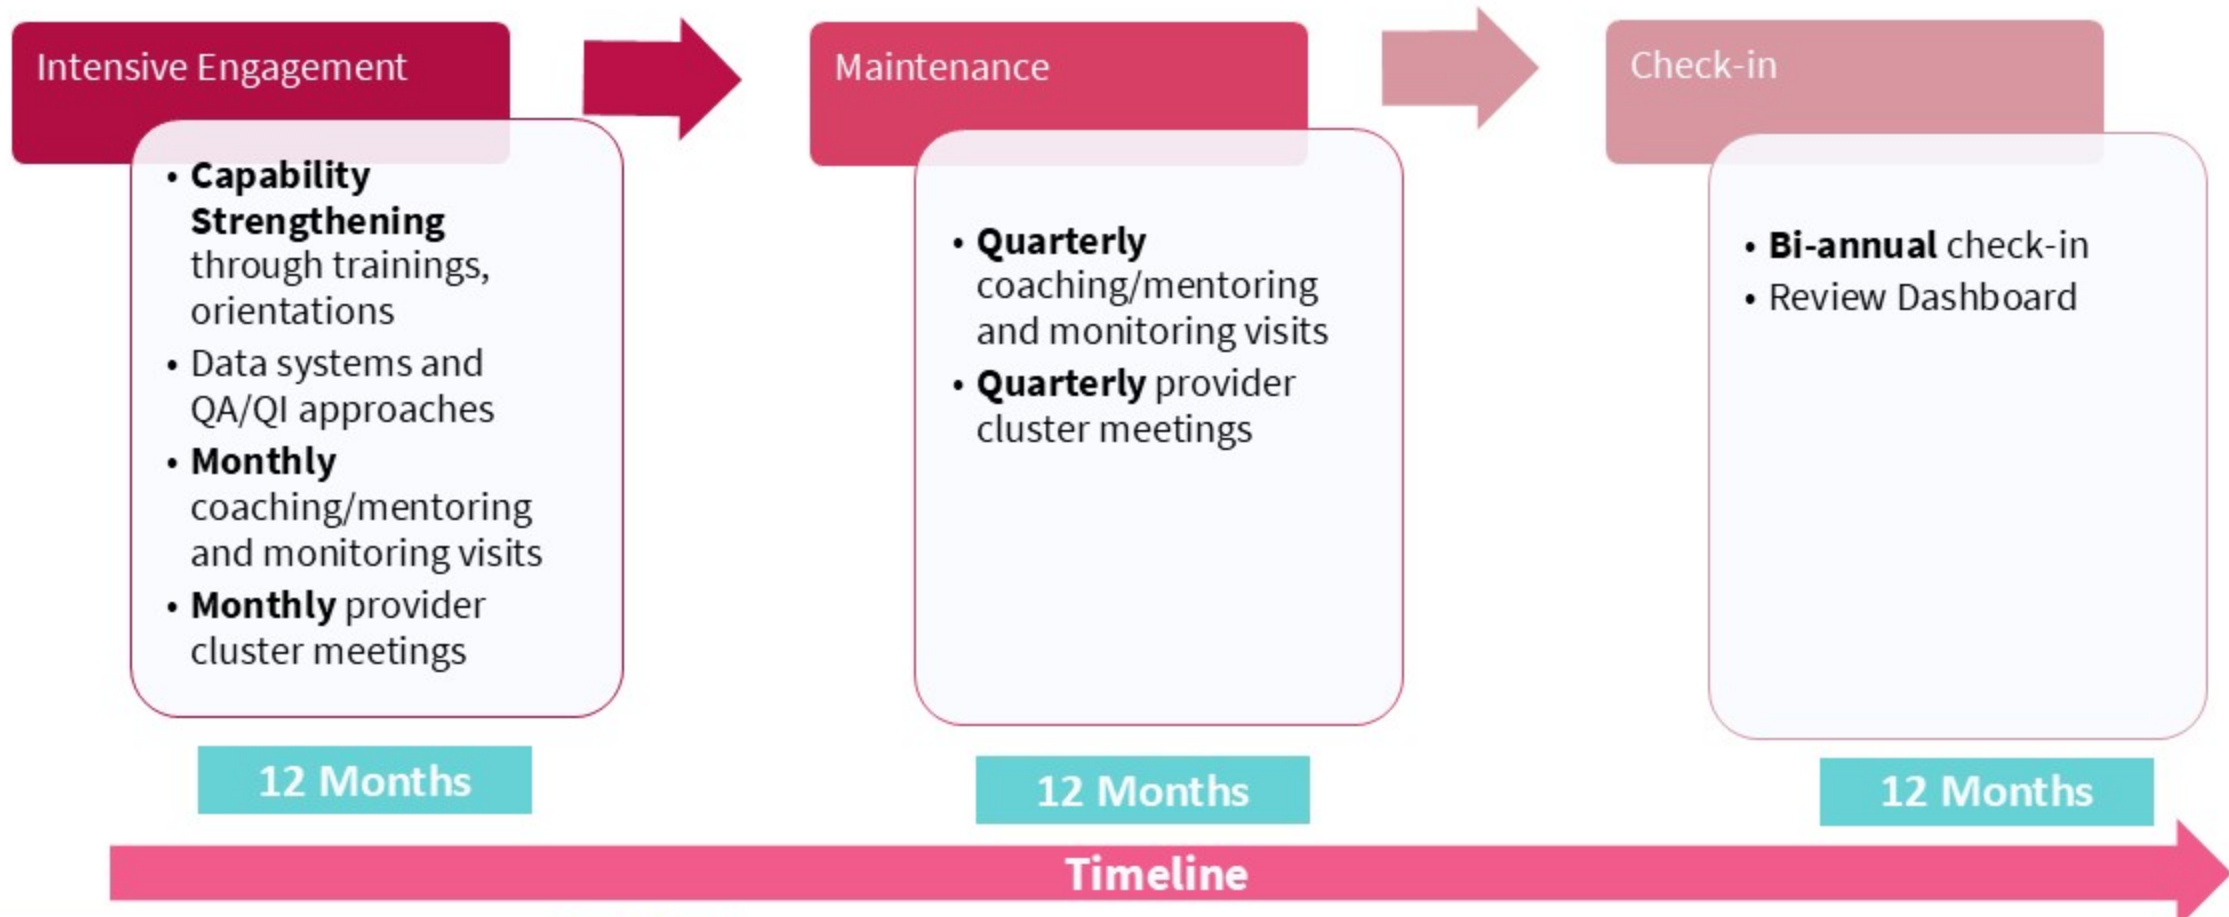 Intensive Engagement
• Capability
Strengthening
through trainings,
orientations
• Data systems and
QA/QI approaches
• Monthly
coaching/mentoring
and monitoring visits
• Monthly provider
cluster meetings
12 Months
Maintenance
• Quarterly
coaching/mentoring
and monitoring visits
• Quarterly provider
cluster meetings
12 Months
Check-in
• Bi-annual check-in
• Review Dashboard
12 Months
Timeline